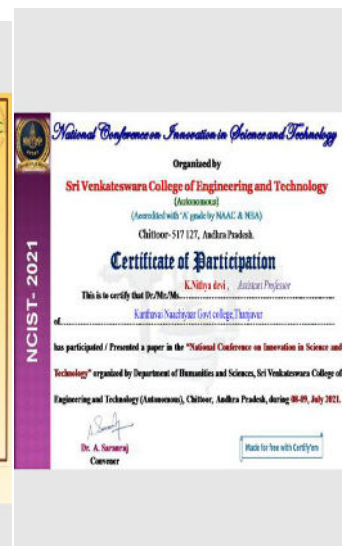 National Conference on Innovation in Science and Technology
Organized by
Sri Venkateswara College of Engineering and Technology
(Autonomous)
(Accredited with 'A' grade by NAAC & NBA)
Chittoor- 517 127, Andhra Pradesh.
Certificate of Participation
K.Nithya devi , Assistant Professor
This is to certify that Dr./Mr./Ms.
Kunthavai Naachiyaar Govt college,Thanjaver
of
has participated / Presented a paper in the "National Conference on Innovation in Science and
Technology" organized by Department of Humanities and Sciences, Sri Venkateswara College of
Engineering and Technology (Autonomous), Chittoor, Andhra Pradesh, during 08-09, July 2021.
Dr. A. Saranraj
Convener
Made for free with Certify'em
NCIST- 2021